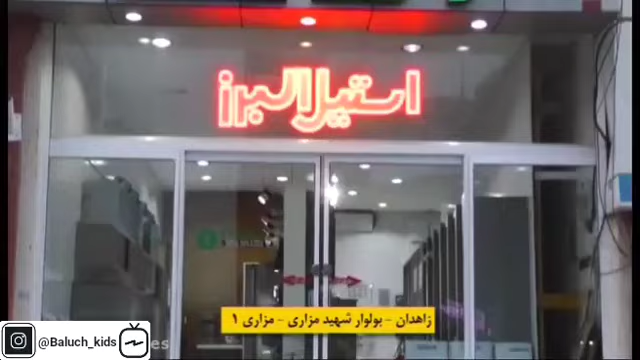 استیل البرز
زاهدان - بولوار شهید مزاری - مزاری ۱
@Baluch_kids